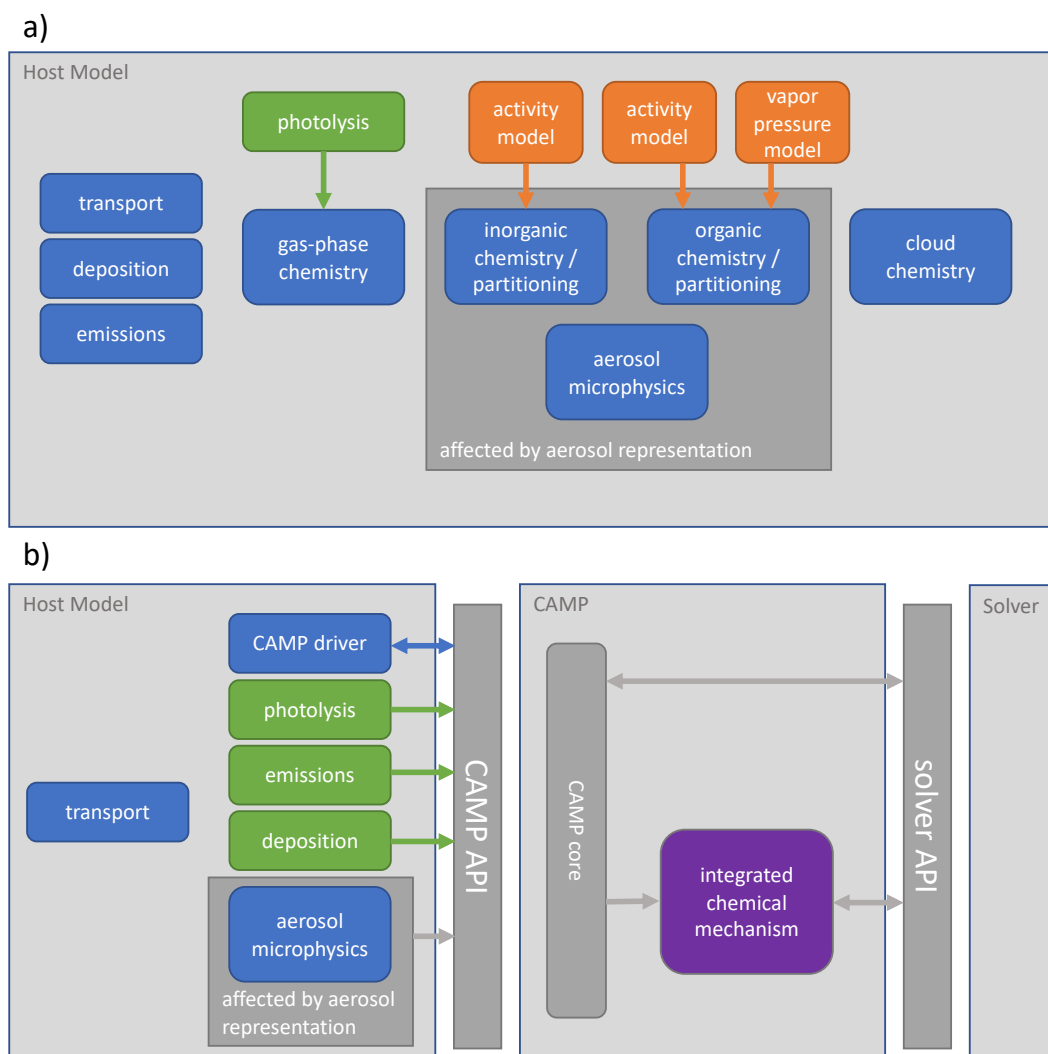 a)
Host Model
photolysis
activity
model
activity
model
vapor
pressure
model
transport
deposition
emissions
gas-phase
chemistry
inorganic
chemistry /
partitioning
organic
chemistry /
partitioning
cloud
chemistry
aerosol
microphysics
affected by aerosol representation
b)
Host Model
CAMP driver
photolysis
emissions
deposition
transport
aerosol
microphysics
affected by aerosol
representation
CAMP API
CAMP
CAMP core
integrated
chemical
mechanism
solver API
Solver